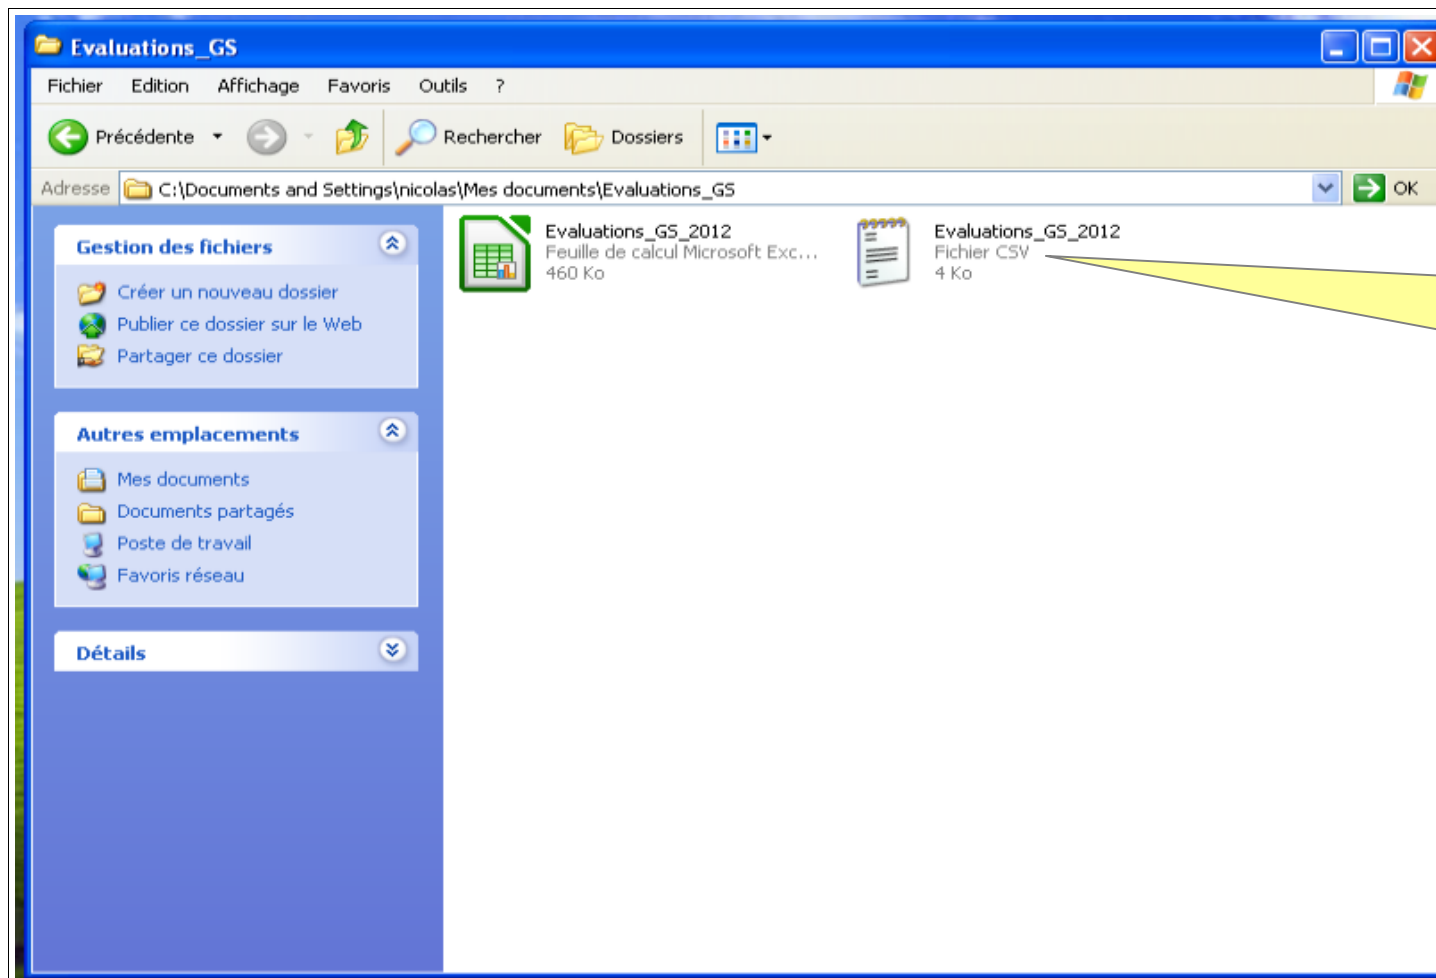 Evaluations_GS
Fichier Edition Affichage Favoris Outils ?
Précédente Rechercher Dossiers
Adresse C:\Documents and Settings\nicolas\Mes documents\Evaluations_GS OK
Gestion des fichiers
Créer un nouveau dossier
Publier ce dossier sur le Web
Partager ce dossier
Autres emplacements
Mes documents
Documents partagés
Poste de travail
Favoris réseau
Détails
Evaluations_GS_2012
Feuille de calcul Microsoft Exc...
460 Ko
Evaluations_GS_2012
Fichier CSV
4 Ko